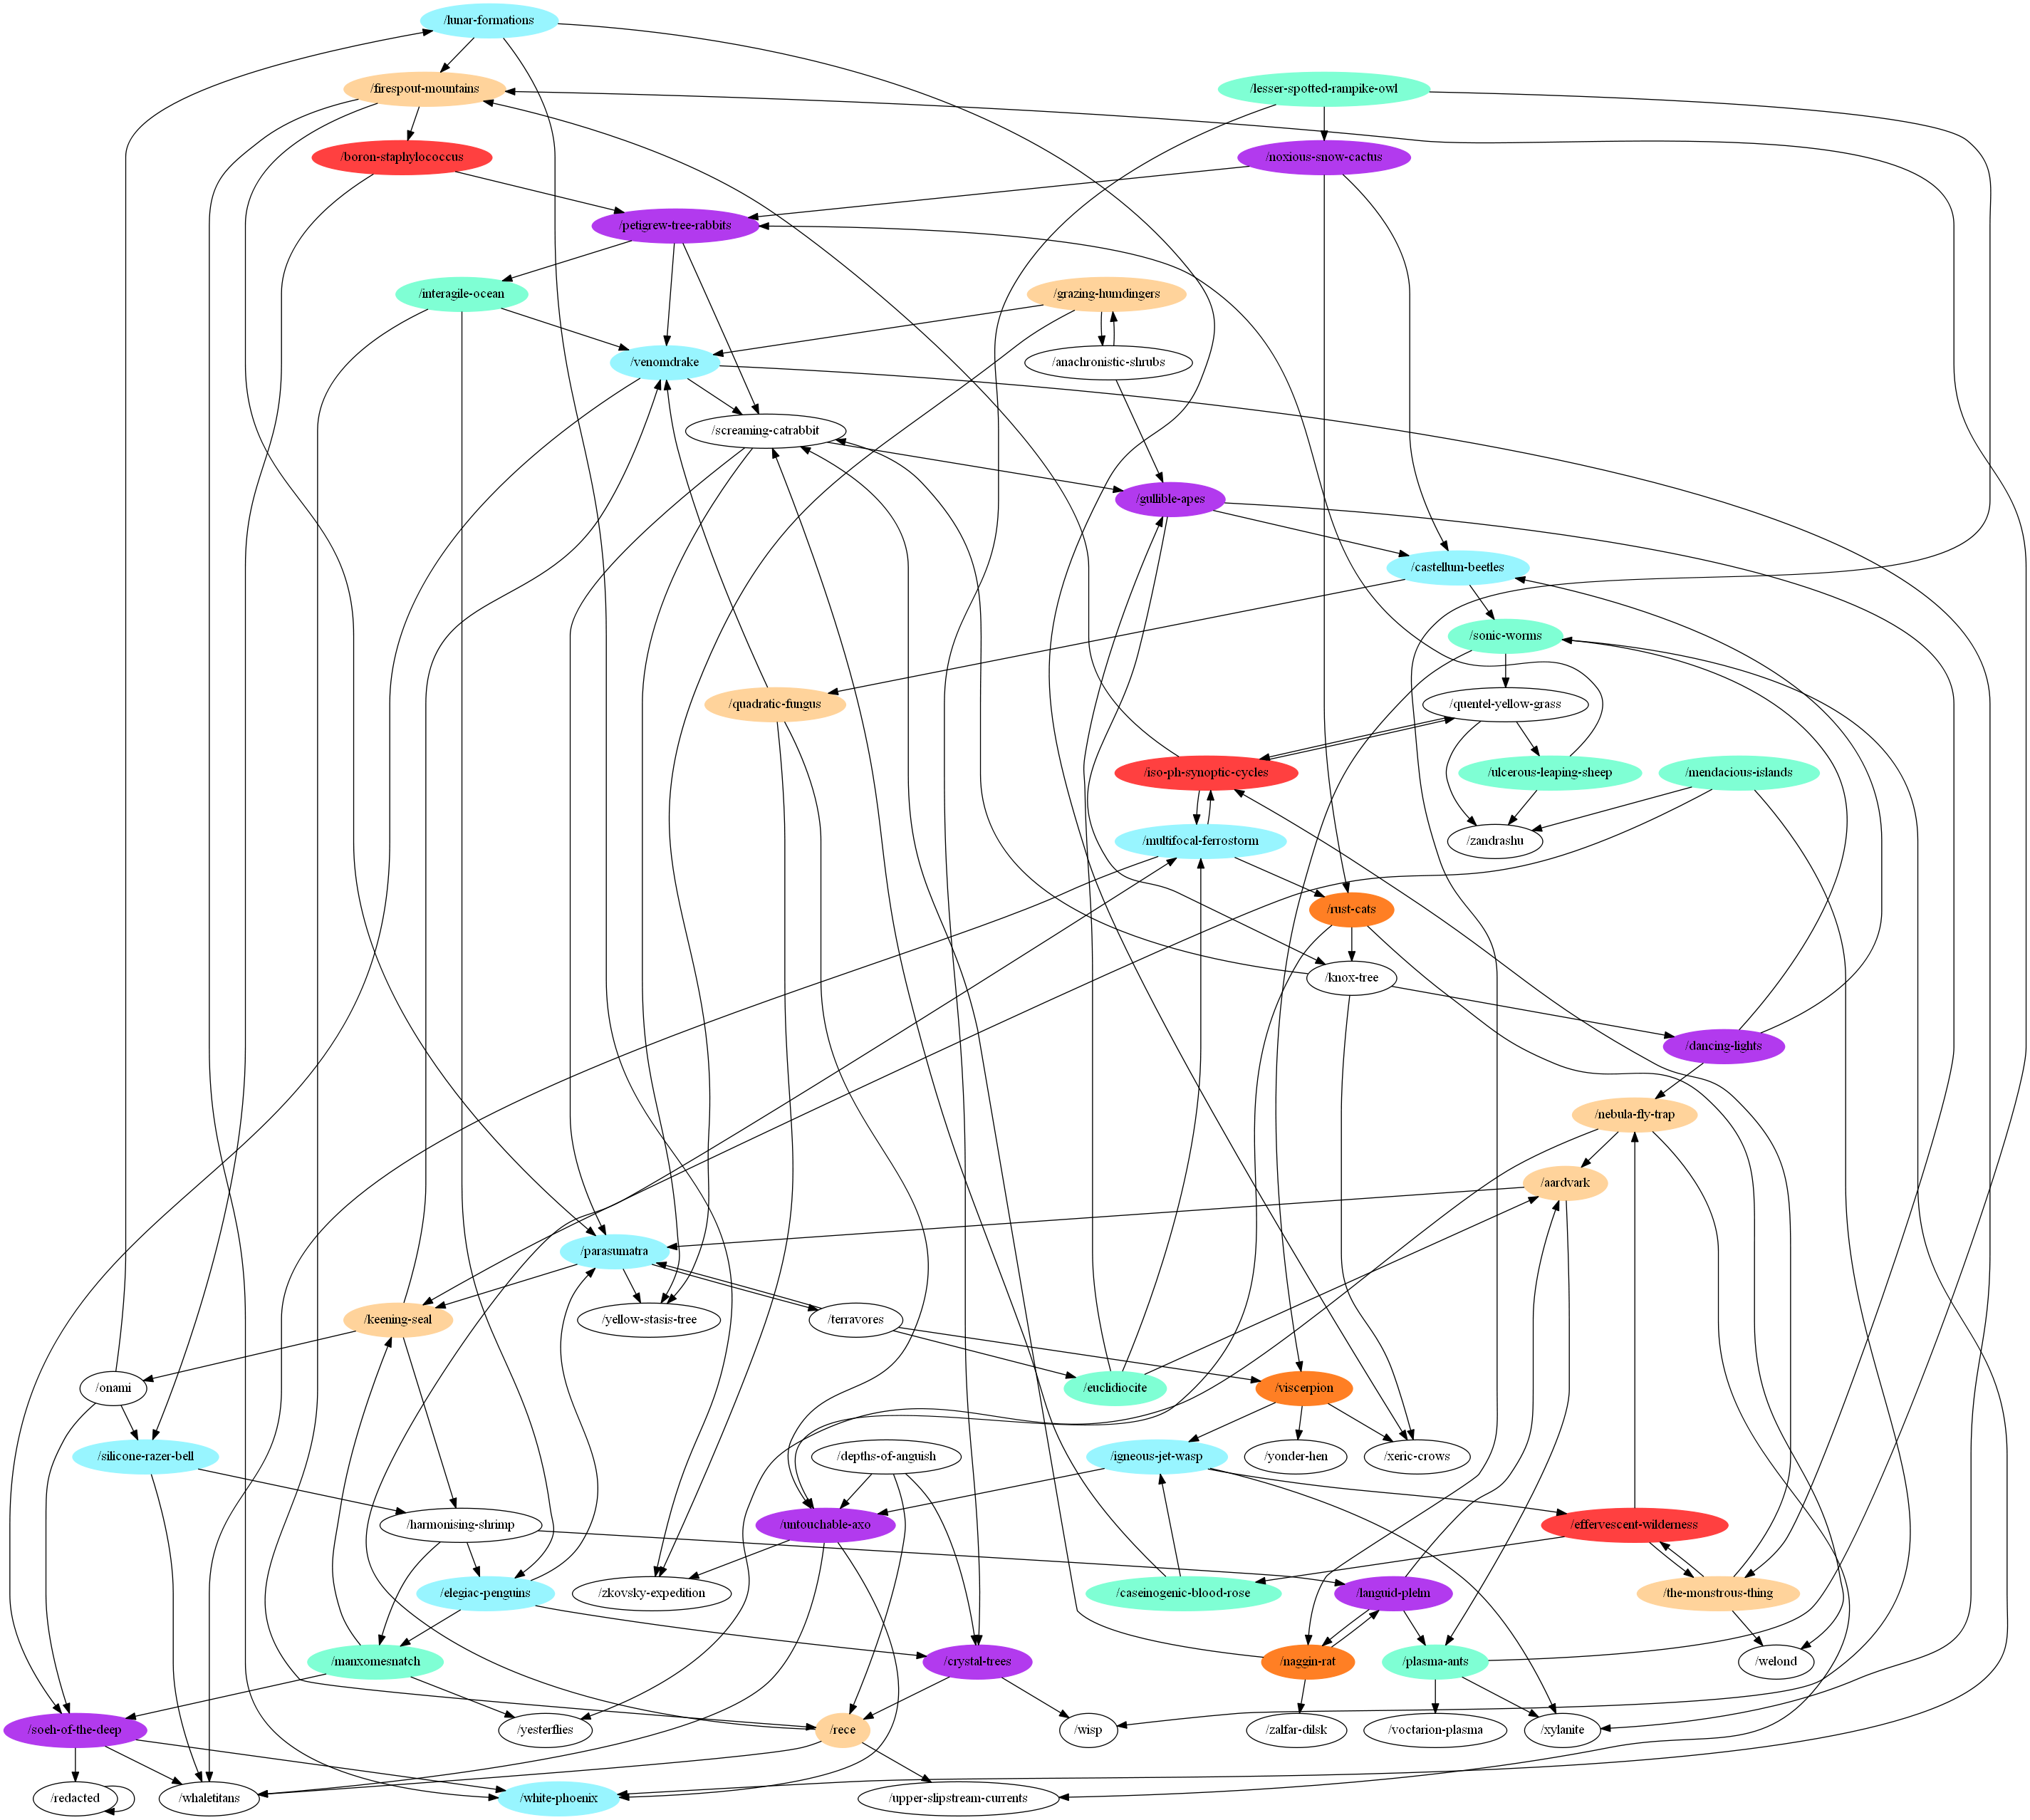 /lunar-formations
/firespout-mountains
/lesser-spotted-rampike-owl
/boron-staphylococcus
/noxious-snow-cactus
/petigrew-tree-rabbits
/interagile-ocean
/grazing-humdingers
/venomdrake
/anachronistic-shrubs
/screaming-catrabbit
/gullible-apes
/castellum-beetles
/sonic-worms
/quadratic-fungus
/quentel-yellow-grass
/iso-ph-synoptic-cycles
/ulcerous-leaping-sheep
/mendacious-islands
/multifocal-ferrostorm
/zandrashu
/rust-cats
/knox-tree
/dancing-lights
/nebula-fly-trap
/aardvark
/parasumatra
/keening-seal
/yellow-stasis-tree
/terravores
/onami
/euclidiocite
/viscerpion
/silicone-razer-bell
/depths-of-anguish
/igneous-jet-wasp
/yonder-hen
/xeric-crows
/harmonising-shrimp
/untouchable-axo
/effervescent-wilderness
/elegiac-penguins
/zkovsky-expedition
/caseinogenic-blood-rose
/languid-plelm
/the-monstrous-thing
/manxomesnatch
/crystal-trees
/naggin-rat
/plasma-ants
/welond
/soeh-of-the-deep
/yesterflies
/rece
/wisp
/zalfar-dilsk
/voctarion-plasma
/xylanite
/redacted
/whaletitans
/white-phoenix
/upper-slipstream-currents